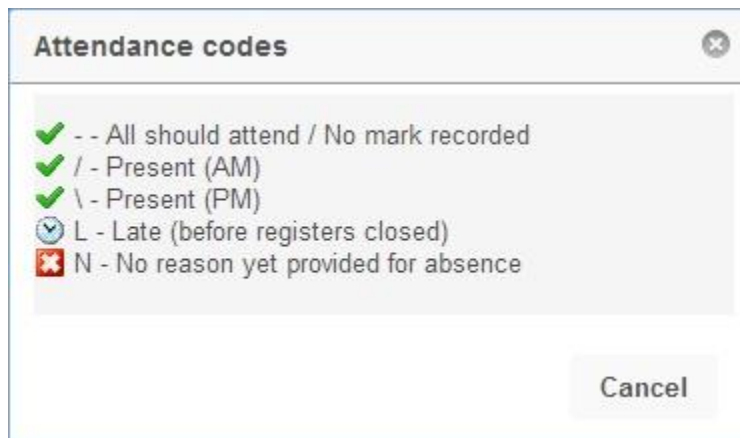 Attendance codes
- - All should attend / No mark recorded
/ - Present (AM)
\ - Present (PM)
L - Late (before registers closed)
N - No reason yet provided for absence
Cancel